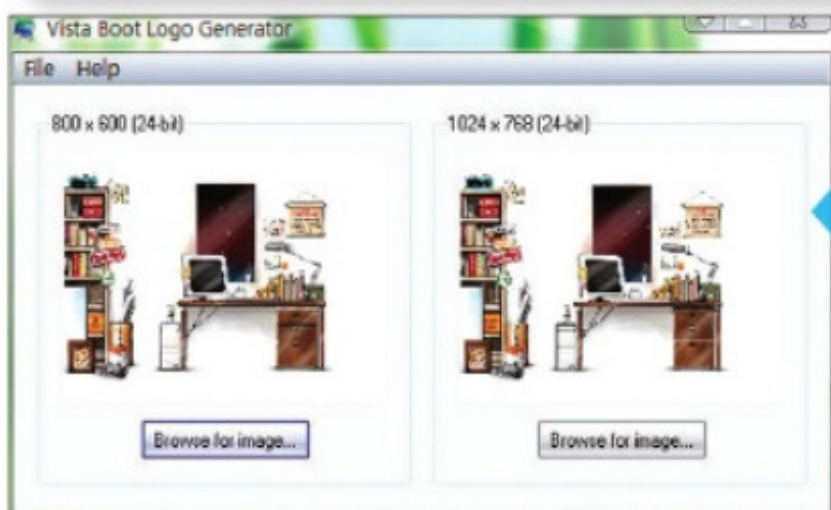 Vista Boot Logo Generator
File Help
800 x 600 (24-bit)
1024 x 768 (24-bit)
Browse for image...
Browse for image...